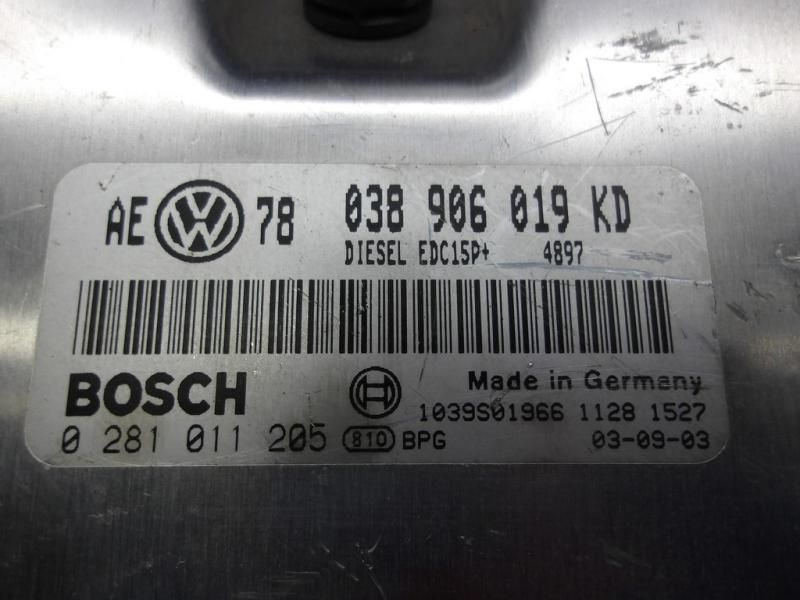 AE VW 78 038 906 019 KD
DIESEL EDC15P+ 4897
BOSCH Made in Germany
1039S01966 1128 1527
0 281 011 205 810 BPG 03-09-03